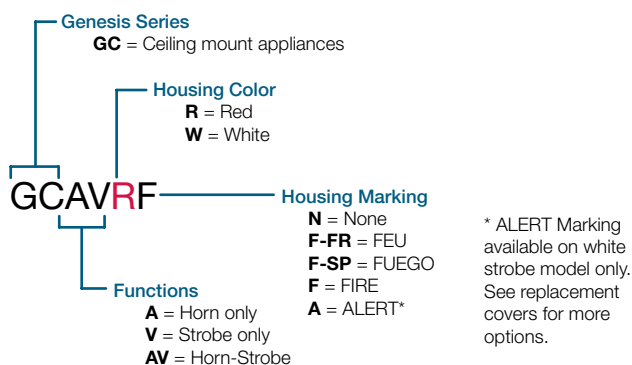 Genesis Series
GC = Ceiling mount appliances
Housing Color
R = Red
W = White
GCAVRF
Housing Marking
N = None
F-FR = FEU
F-SP = FUEGO
F = FIRE
A = ALERT*
* ALERT Marking
available on white
strobe model only.
See replacement
covers for more
options.
Functions
A = Horn only
V = Strobe only
AV = Horn-Strobe